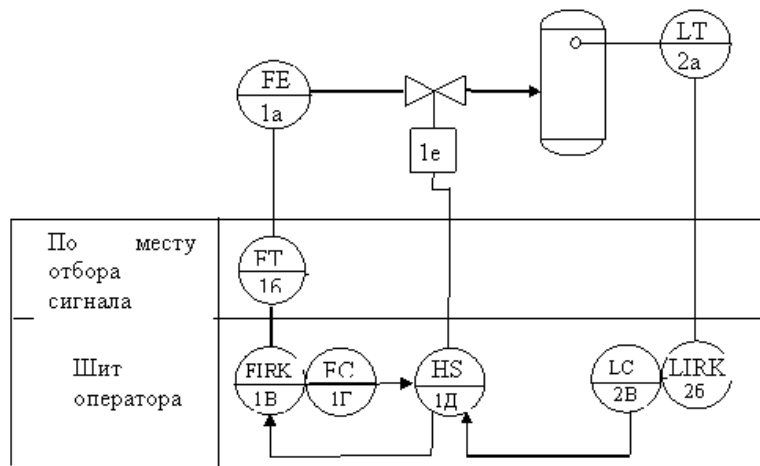 LT
2а
FE
1а
1е
По месту
отбора
сигнала
FT
1б
Шит
оператора
FIRK
1В
FC
1Г
HS
1Д
LC
2В
LIRK
2б